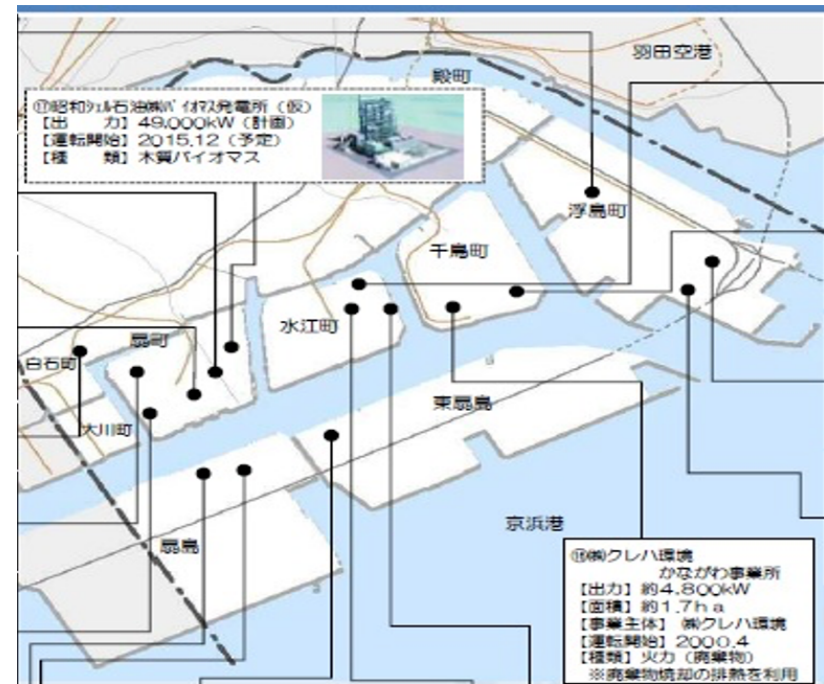 羽田空港
殿町
⑰昭和シェル石油㈱バイオマス発電所（仮）
【出　　力】49,000kW（計画）
【運転開始】2015.12（予定）
【種　　類】木質バイオマス
浮島町
千鳥町
水江町
扇町
白石町
大川町
東扇島
扇島
京浜港
㈱クレハ環境
かながわ事業所
【出力】約4,800kW
【面積】約1.7ha
【事業主体】㈱クレハ環境
【運転開始】2000.4
【種類】火力（廃棄物）
※廃棄物焼却の排熱を利用